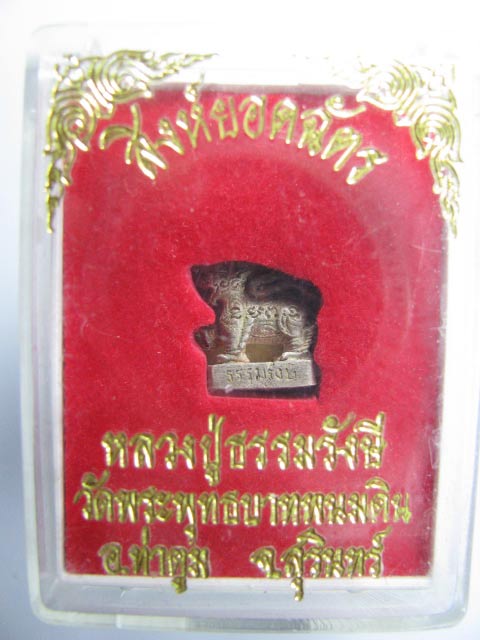 สิงห์ยอดฉัตร
ธรรมรังษี
หลวงปู่ธรรมรังษี
วัดพระพุทธบาทพนมดิน
อ.ท่าตูม จ.สุรินทร์